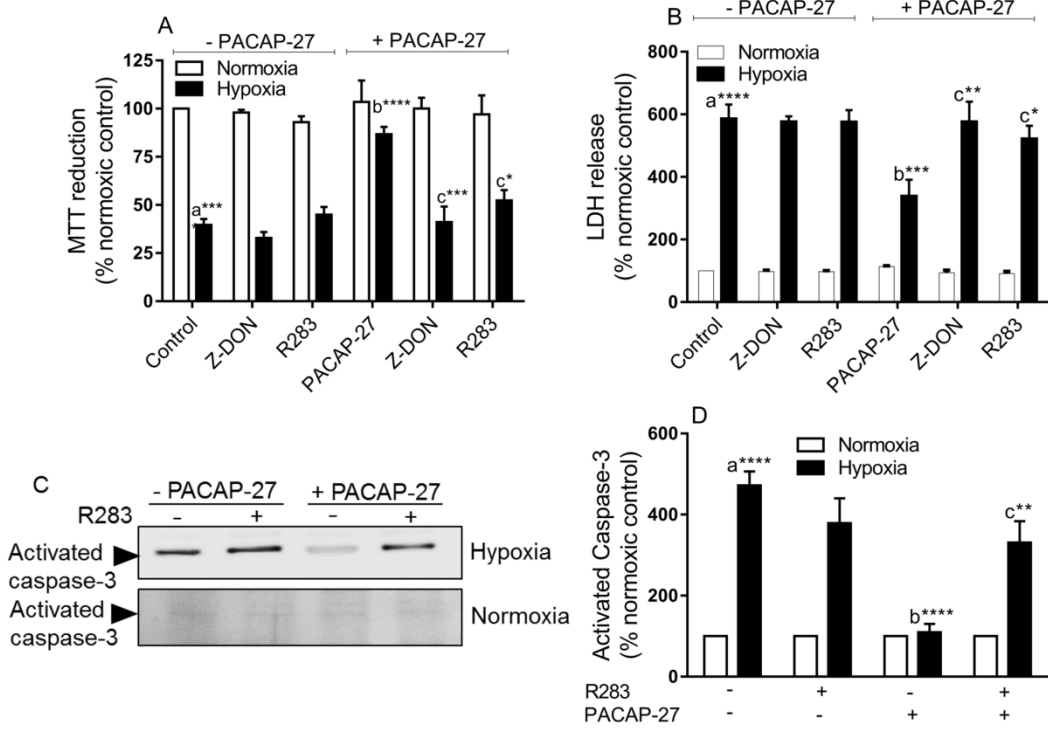 A
- PACAP-27
+ PACAP-27
125
100
75
50
25
0
MTT reduction
(% normoxic control)
Normoxia
Hypoxia
a***
*
b****
c***
c*
Control
Z-DON
R283
PACAP-27
Z-DON
R283
B
- PACAP-27
+ PACAP-27
800
600
400
200
0
LDH release
(% normoxic control)
Normoxia
Hypoxia
a****
b***
c**
c*
Control
Z-DON
R283
PACAP-27
Z-DON
R283
C
- PACAP-27
+ PACAP-27
R283
-
+
-
+
Activated
caspase-3
Hypoxia
Activated
caspase-3
Normoxia
D
600
400
200
0
Activated Caspase-3
(% normoxic control)
Normoxia
Hypoxia
a****
b****
c**
R283
-
+
-
+
PACAP-27
-
-
+
+